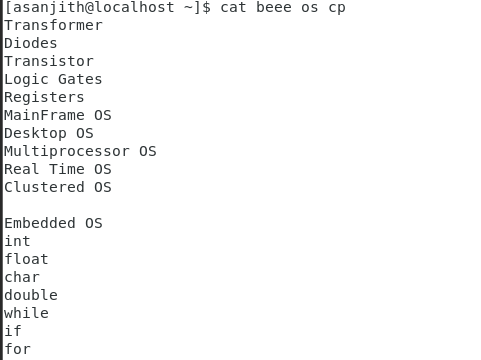 [asanjith@localhost ~]$ cat beee os cp
Transformer
Diodes
Transistor
Logic Gates
Registers
MainFrame OS
Desktop OS
Multiprocessor OS
Real Time OS
Clustered OS
Embedded OS
int
float
char
double
while
if
for